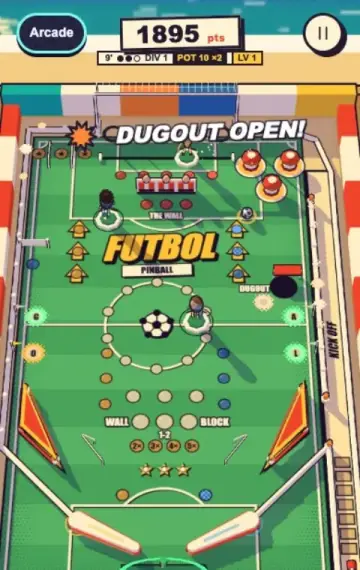 Arcade
1895 pts
9' DIV 1 POT 10 ×2 LV 1
DUGOUT OPEN!
THE WALL
FUTBOL
PINBALL
DUGOUT
G A
O L
KICK OFF
WALL BLOCK
1-2
2× 3× 4× 5×